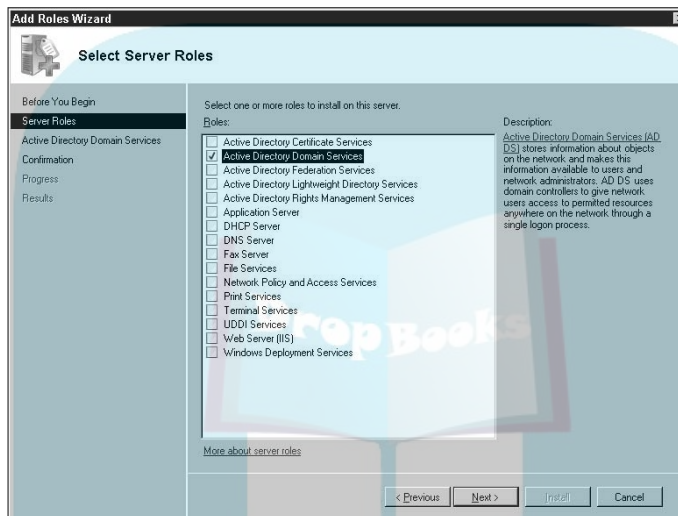 Add Roles Wizard
Select Server Roles
Before You Begin
Server Roles
Active Directory Domain Services
Confirmation
Progress
Results
Select one or more roles to install on this server.
Roles:
Active Directory Certificate Services
Active Directory Domain Services
Active Directory Federation Services
Active Directory Lightweight Directory Services
Active Directory Rights Management Services
Application Server
DHCP Server
DNS Server
Fax Server
File Services
Network Policy and Access Services
Print Services
Terminal Services
UDDI Services
Web Server (IIS)
Windows Deployment Services
More about server roles
Description:
Active Directory Domain Services (AD
DS) stores information about objects
on the network and makes this
information available to users and
network administrators. AD DS uses
domain controllers to give network
users access to permitted resources
anywhere on the network through a
single logon process.
Drop Books
< Previous
Next >
Install
Cancel